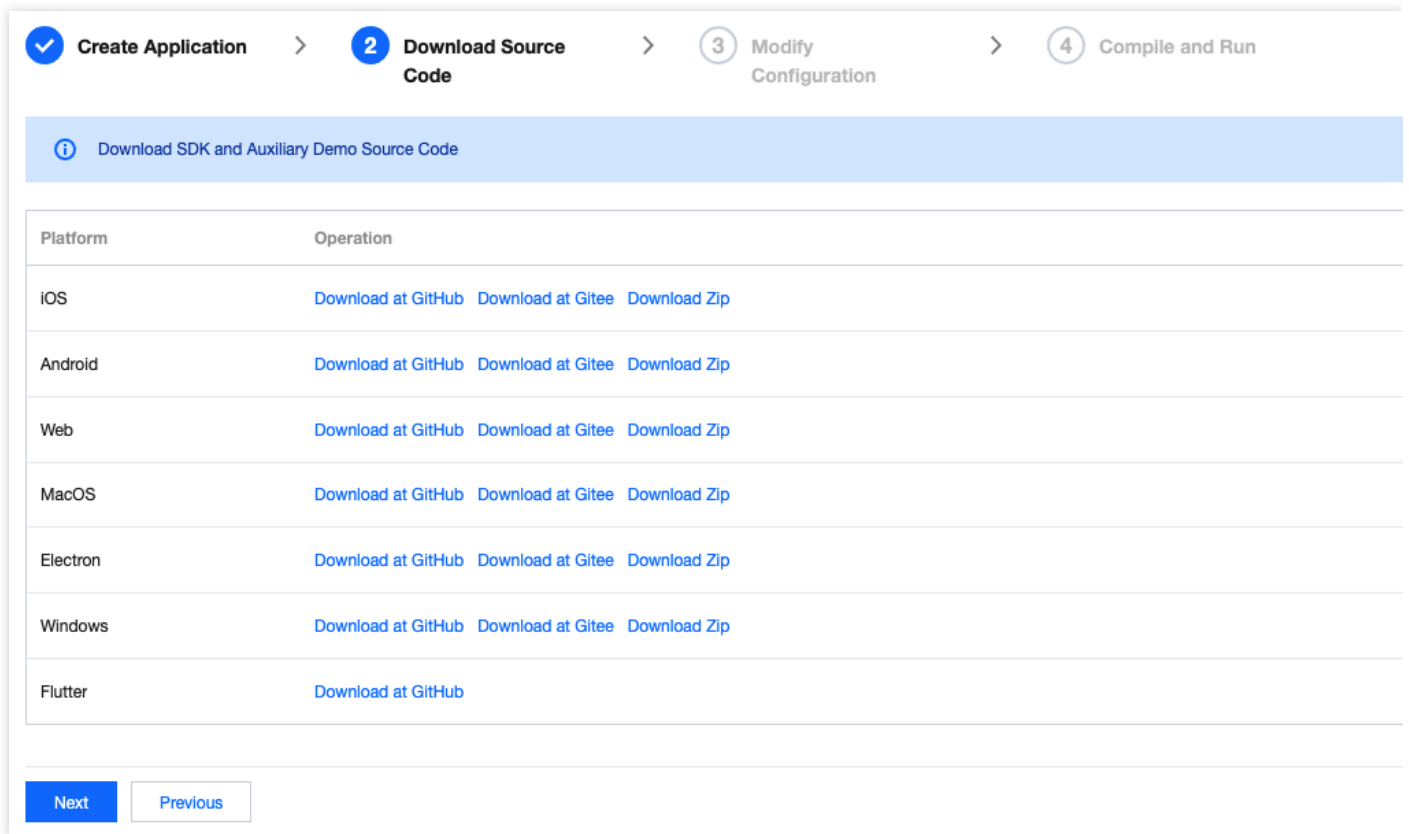 Create Application
2 Download Source
Code
3 Modify
Configuration
4 Compile and Run
Download SDK and Auxiliary Demo Source Code
Platform Operation
iOS Download at GitHub Download at Gitee Download Zip
Android Download at GitHub Download at Gitee Download Zip
Web Download at GitHub Download at Gitee Download Zip
MacOS Download at GitHub Download at Gitee Download Zip
Electron Download at GitHub Download at Gitee Download Zip
Windows Download at GitHub Download at Gitee Download Zip
Flutter Download at GitHub
Next Previous